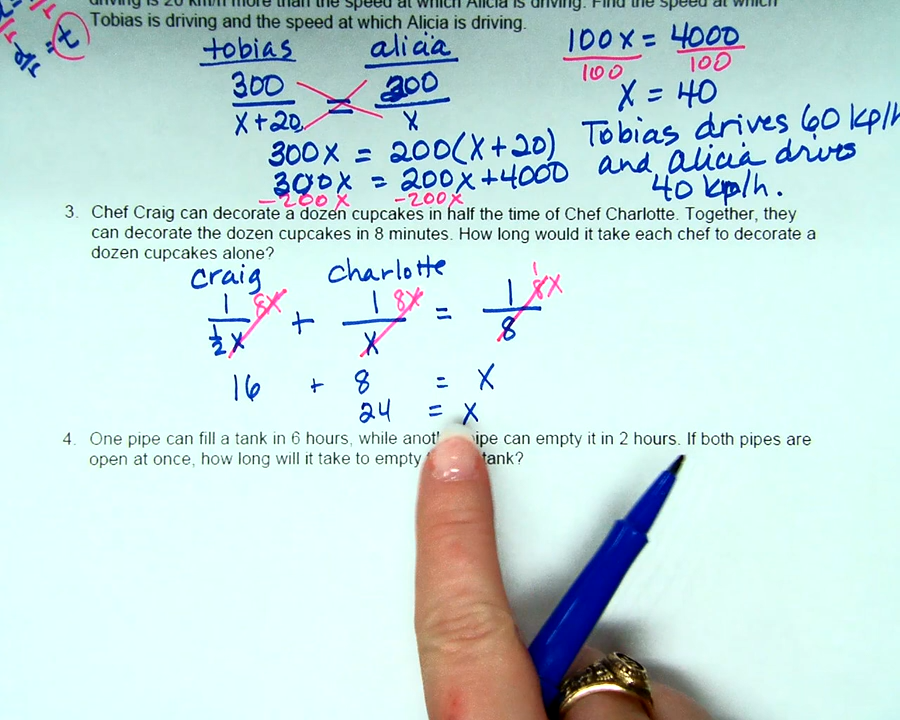 driving is 20 km/h more than the speed at which Alicia is driving. Find the speed at which
Tobias is driving and the speed at which Alicia is driving.
d/r = t
tobias alicia
300 / x+20 = 200 / x
300x = 200(x+20)
300x = 200x+4000
-200x -200x
100x = 4000
100 100
x = 40
Tobias drives 60 kp/h
and alicia drives
40 kp/h.
3. Chef Craig can decorate a dozen cupcakes in half the time of Chef Charlotte. Together, they
can decorate the dozen cupcakes in 8 minutes. How long would it take each chef to decorate a
dozen cupcakes alone?
craig charlotte
1 / ½x 8x + 1 / x 8x = 1 / 8 8x 1
16 + 8 = x
24 = x
4. One pipe can fill a tank in 6 hours, while pipe can empty it in 2 hours. If both pipes are
open at once, how long will it take to empty tank?